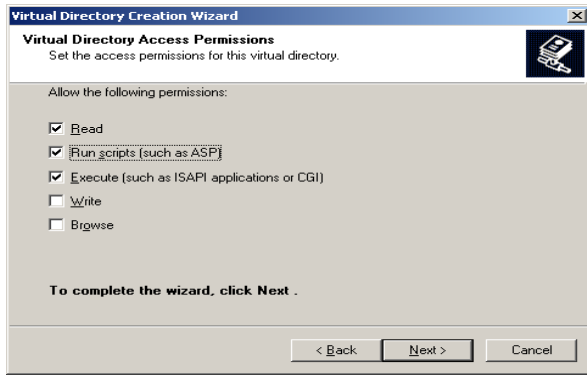 Virtual Directory Creation Wizard
Virtual Directory Access Permissions
Set the access permissions for this virtual directory.
Allow the following permissions:
Read
Run scripts (such as ASP)
Execute (such as ISAPI applications or CGI)
Write
Browse
To complete the wizard, click Next .
< Back Next > Cancel